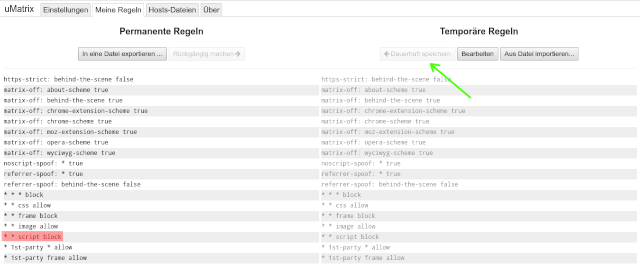 uMatrix Einstellungen Meine Regeln Hosts-Dateien Über
Permanente Regeln
In eine Datei exportieren ... Rückgängig machen
https-strict: behind-the-scene false
matrix-off: about-scheme true
matrix-off: behind-the-scene true
matrix-off: chrome-extension-scheme true
matrix-off: chrome-scheme true
matrix-off: moz-extension-scheme true
matrix-off: opera-scheme true
matrix-off: wyciwyg-scheme true
noscript-spoof: * true
referrer-spoof: * true
referrer-spoof: behind-the-scene false
* * * block
* * css allow
* * frame block
* * image allow
* * script block
* 1st-party * allow
* 1st-party frame allow
Temporäre Regeln
Dauerhaft speichern Bearbeiten Aus Datei importieren...
https-strict: behind-the-scene false
matrix-off: about-scheme true
matrix-off: behind-the-scene true
matrix-off: chrome-extension-scheme true
matrix-off: chrome-scheme true
matrix-off: moz-extension-scheme true
matrix-off: opera-scheme true
matrix-off: wyciwyg-scheme true
noscript-spoof: * true
referrer-spoof: * true
referrer-spoof: behind-the-scene false
* * * block
* * css allow
* * frame block
* * image allow
* * script block
* 1st-party * allow
* 1st-party frame allow